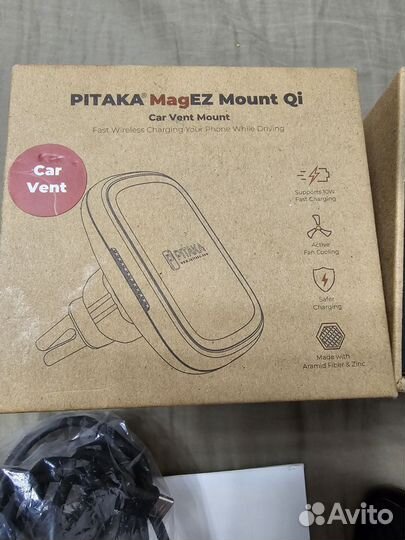 PITAKA® MagEZ Mount Qi
Car Vent Mount
Fast Wireless Charging Your Phone While Driving
Car
Vent
Supports 10W
Fast Charging
Active
Fan Cooling
Safer
Charging
Made with
Aramid Fiber & Zinc
PITAKA
Avito